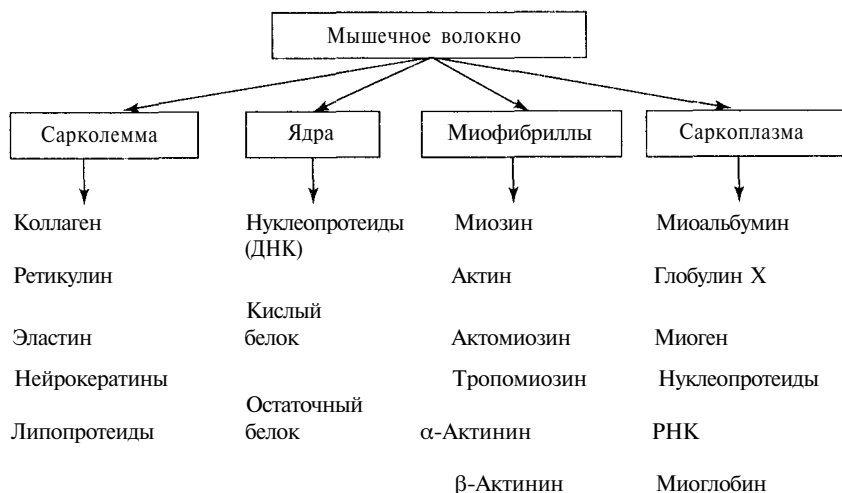 Мышечное волокно
Сарколемма
Ядра
Миофибриллы
Саркоплазма
Коллаген
Ретикулин
Эластин
Нейрокератины
Липопротеиды
Нуклеопротеиды
(ДНК)
Кислый
белок
Остаточный
белок
Миозин
Актин
Актомиозин
Тропомиозин
α-Актинин
β-Актинин
Миоальбумин
Глобулин X
Миоген
Нуклеопротеиды
РНК
Миоглобин